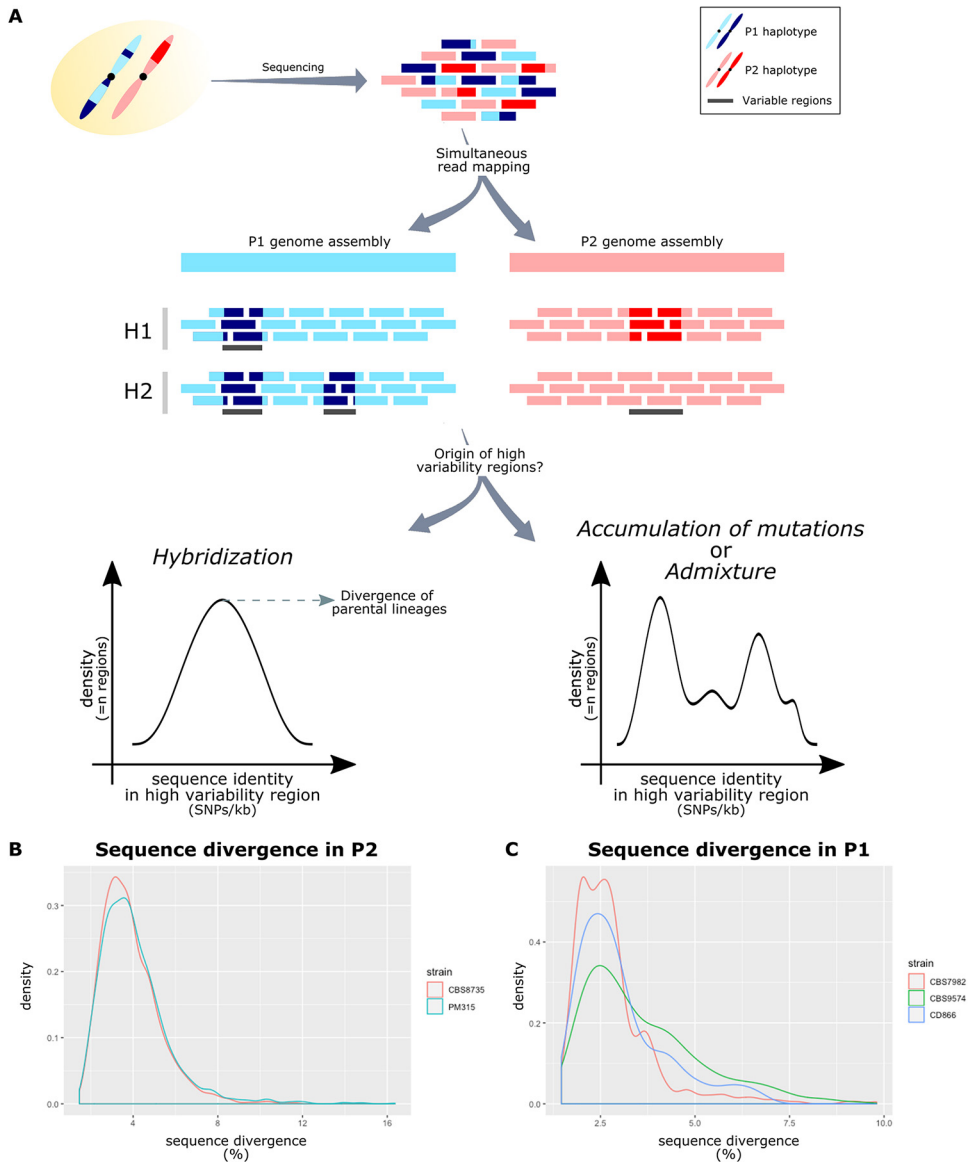 A
Sequencing
P1 haplotype
P2 haplotype
Variable regions
Simultaneous
read mapping
P1 genome assembly
P2 genome assembly
H1
H2
Origin of high
variability regions?
Hybridization
Divergence of
parental lineages
density
(=n regions)
sequence identity
in high variability region
(SNPs/kb)
Accumulation of mutations
or
Admixture
density
(=n regions)
sequence identity
in high variability region
(SNPs/kb)
B
Sequence divergence in P2
density
0.3
0.2
0.1
0.0
4
8
12
16
sequence divergence
(%)
strain
CBS8735
PM315
C
Sequence divergence in P1
density
0.4
0.2
0.0
2.5
5.0
7.5
10.0
sequence divergence
(%)
strain
CBS7982
CBS9574
CD866